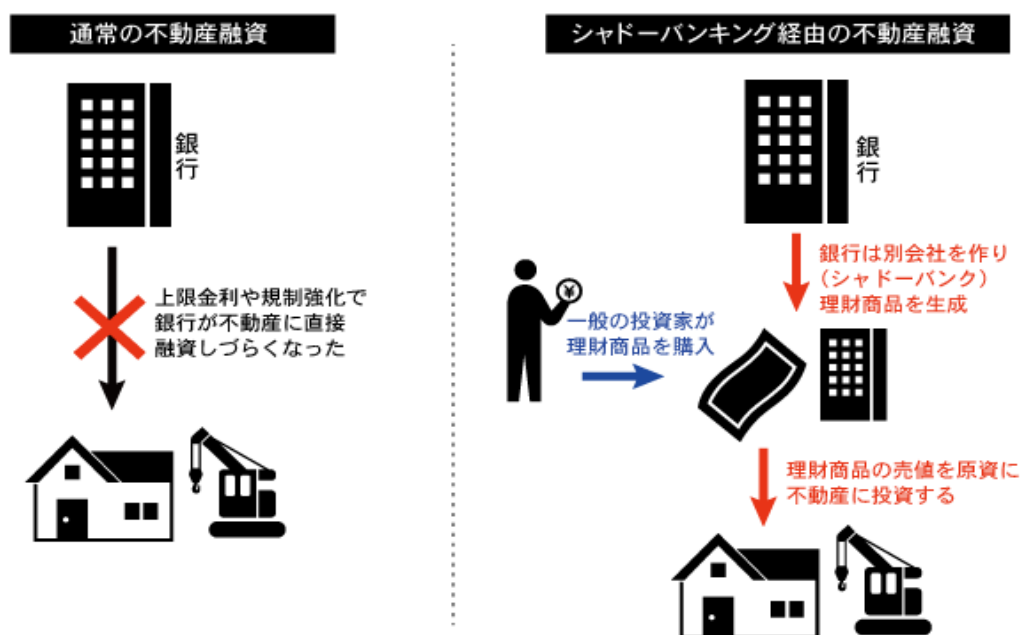 通常の不動産融資
銀行
上限金利や規制強化で
銀行が不動産に直接
融資しづらくなった
シャドーバンキング経由の不動産融資
銀行
銀行は別会社を作り
（シャドーバンク）
理財商品を生成
¥
一般の投資家が
理財商品を購入
理財商品の売値を原資に
不動産に投資する